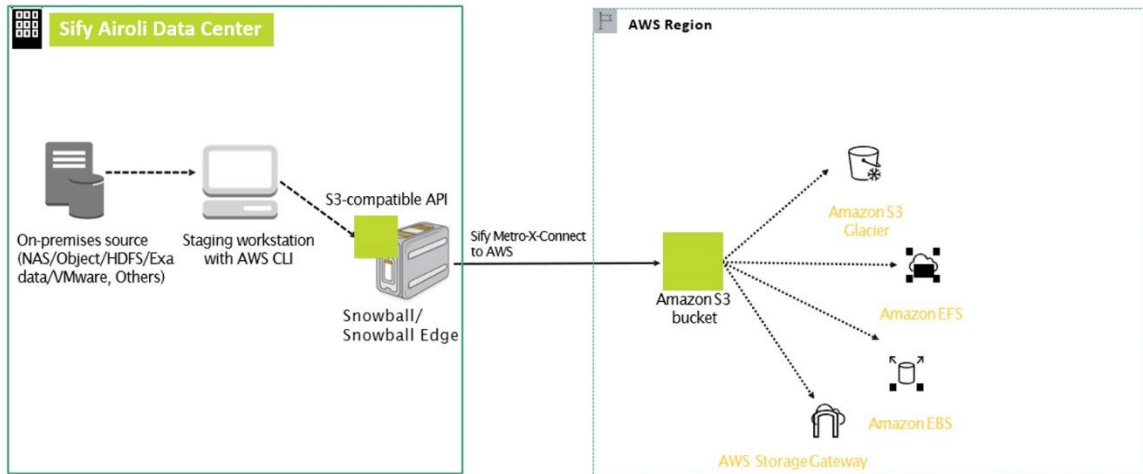 Sify Airoli Data Center
AWS Region
S3-compatible API
On-premises source
(NAS/Object/HDFS/Exa
data/VMware, Others)
Staging workstation
with AWS CLI
Snowball/
Snowball Edge
Sify Metro-X-Connect
to AWS
Amazon S3
bucket
Amazon S3
Glacier
Amazon EFS
Amazon EBS
AWS StorageGateway